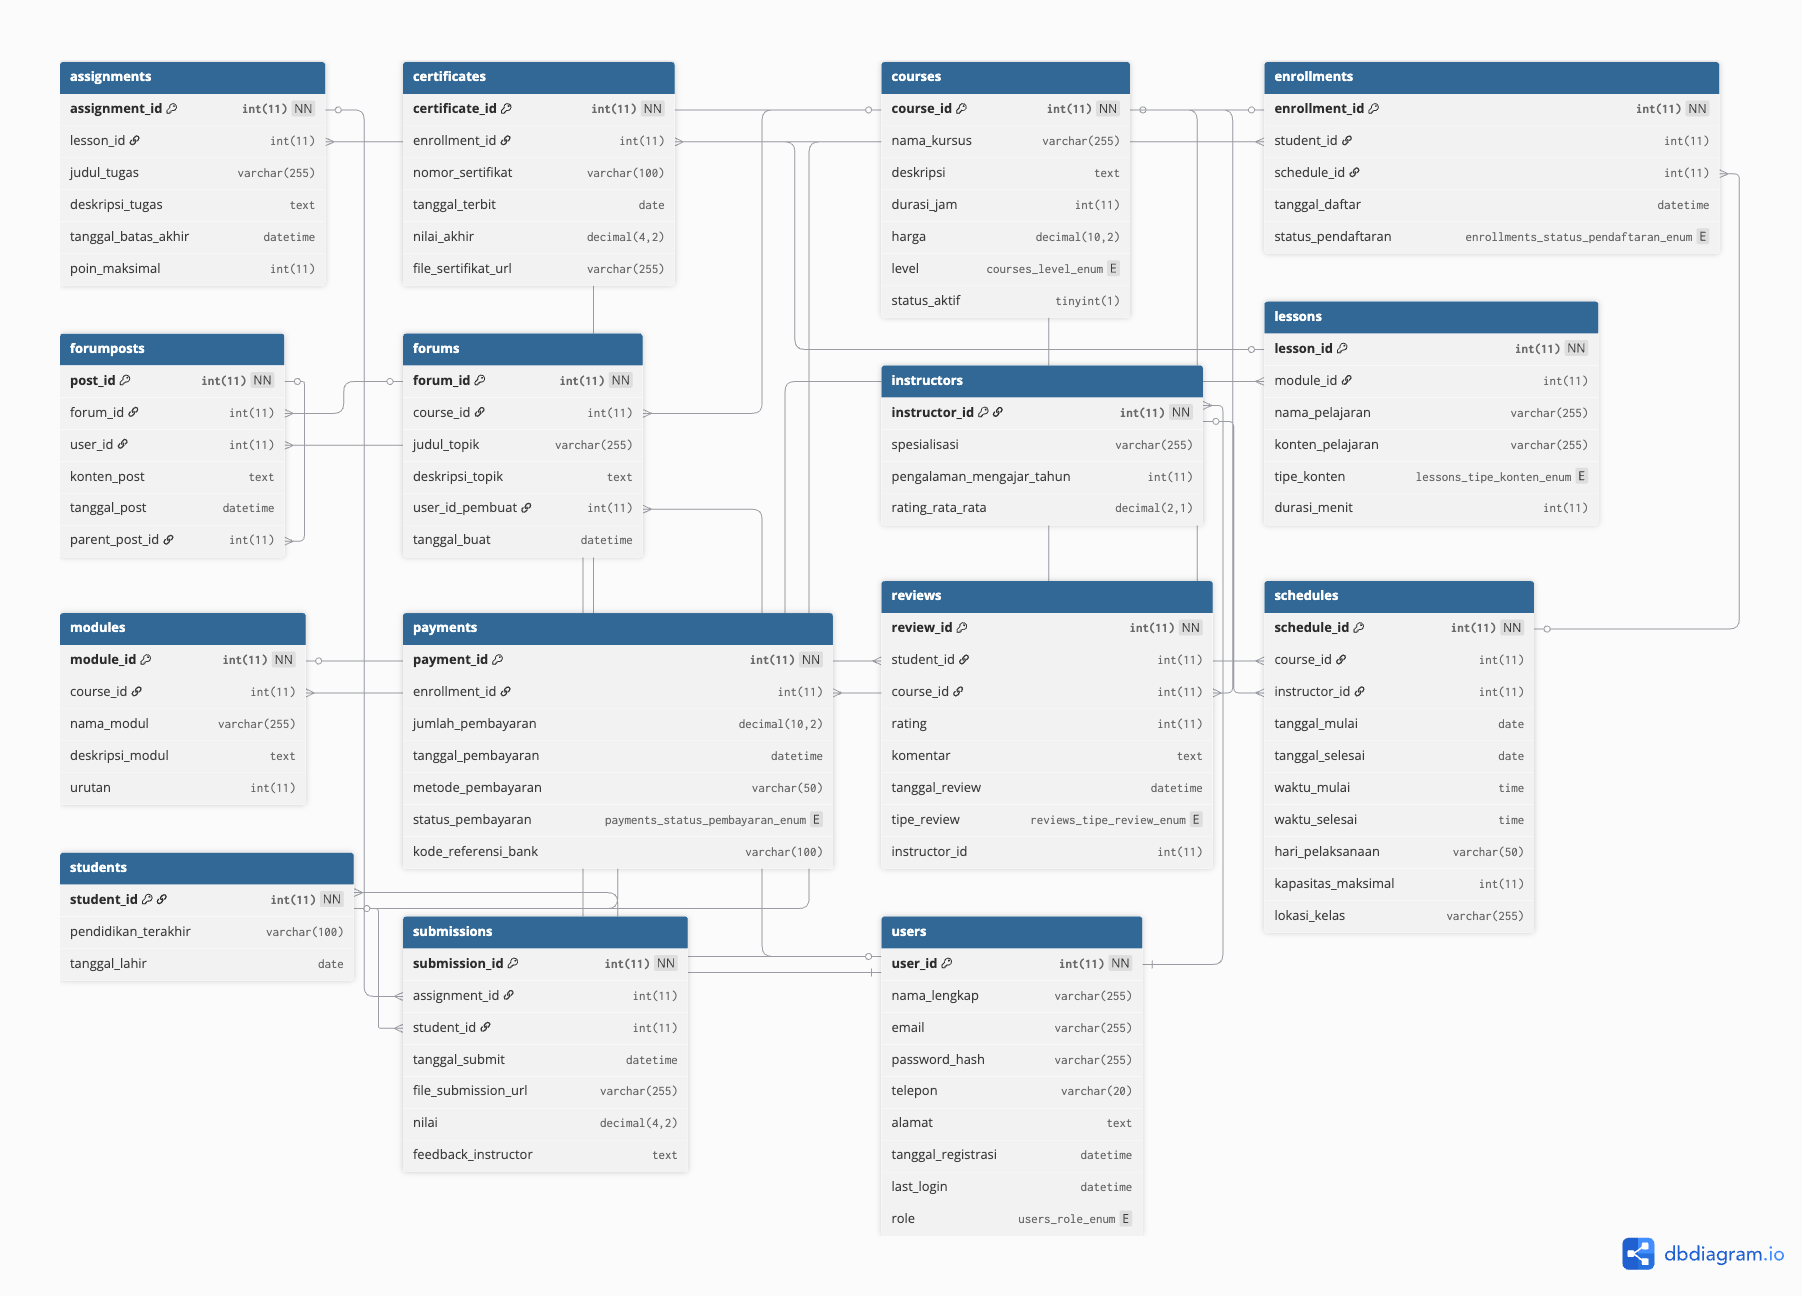 assignments
assignment_id int(11) NN
lesson_id int(11)
judul_tugas varchar(255)
deskripsi_tugas text
tanggal_batas_akhir datetime
poin_maksimal int(11)
certificates
certificate_id int(11) NN
enrollment_id int(11)
nomor_sertifikat varchar(100)
tanggal_terbit date
nilai_akhir decimal(4,2)
file_sertifikat_url varchar(255)
courses
course_id int(11) NN
nama_kursus varchar(255)
deskripsi text
durasi_jam int(11)
harga decimal(10,2)
level courses_level_enum E
status_aktif tinyint(1)
enrollments
enrollment_id int(11) NN
student_id int(11)
schedule_id int(11)
tanggal_daftar datetime
status_pendaftaran enrollments_status_pendaftaran_enum E
forumposts
post_id int(11) NN
forum_id int(11)
user_id int(11)
konten_post text
tanggal_post datetime
parent_post_id int(11)
forums
forum_id int(11) NN
course_id int(11)
judul_topik varchar(255)
deskripsi_topik text
user_id_pembuat int(11)
tanggal_buat datetime
instructors
instructor_id int(11) NN
spesialisasi varchar(255)
pengalaman_mengajar_tahun int(11)
rating_rata_rata decimal(2,1)
lessons
lesson_id int(11) NN
module_id int(11)
nama_pelajaran varchar(255)
konten_pelajaran varchar(255)
tipe_konten lessons_tipe_konten_enum E
durasi_menit int(11)
modules
module_id int(11) NN
course_id int(11)
nama_modul varchar(255)
deskripsi_modul text
urutan int(11)
payments
payment_id int(11) NN
enrollment_id int(11)
jumlah_pembayaran decimal(10,2)
tanggal_pembayaran datetime
metode_pembayaran varchar(50)
status_pembayaran payments_status_pembayaran_enum E
kode_referensi_bank varchar(100)
reviews
review_id int(11) NN
student_id int(11)
course_id int(11)
rating int(11)
komentar text
tanggal_review datetime
tipe_review reviews_tipe_review_enum E
instructor_id int(11)
schedules
schedule_id int(11) NN
course_id int(11)
instructor_id int(11)
tanggal_mulai date
tanggal_selesai date
waktu_mulai time
waktu_selesai time
hari_pelaksanaan varchar(50)
kapasitas_maksimal int(11)
lokasi_kelas varchar(255)
students
student_id int(11) NN
pendidikan_terakhir varchar(100)
tanggal_lahir date
submissions
submission_id int(11) NN
assignment_id int(11)
student_id int(11)
tanggal_submit datetime
file_submission_url varchar(255)
nilai decimal(4,2)
feedback_instructor text
users
user_id int(11) NN
nama_lengkap varchar(255)
email varchar(255)
password_hash varchar(255)
telepon varchar(20)
alamat text
tanggal_registrasi datetime
last_login datetime
role users_role_enum E
dbdiagram.io